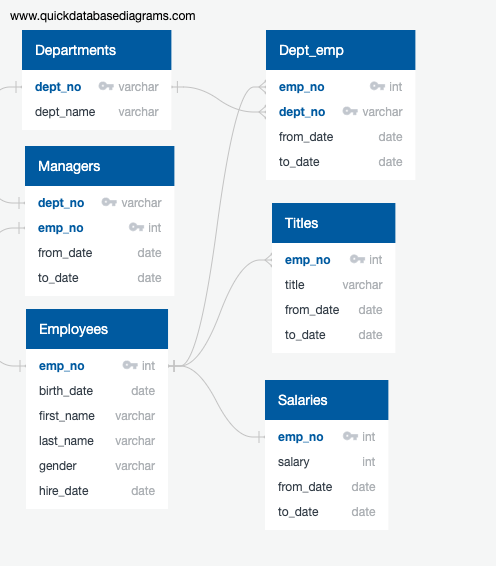 www.quickdatabasediagrams.com
Departments
dept_no varchar
dept_name varchar
Managers
dept_no varchar
emp_no int
from_date date
to_date date
Employees
emp_no int
birth_date date
first_name varchar
last_name varchar
gender varchar
hire_date date
Dept_emp
emp_no int
dept_no varchar
from_date date
to_date date
Titles
emp_no int
title varchar
from_date date
to_date date
Salaries
emp_no int
salary int
from_date date
to_date date